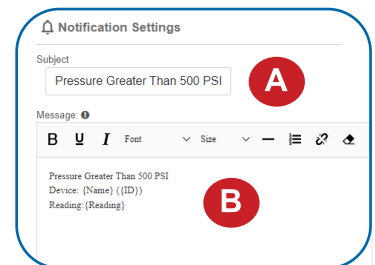 Notification Settings
Subject
Pressure Greater Than 500 PSI
A
Message:
B U I Font Size
Pressure Greater Than 500 PSI
Device: {Name} ({ID})
Reading:{Reading}
B